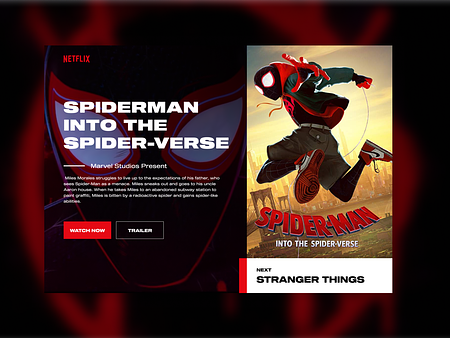 NETFLIX
SPIDERMAN
INTO THE
SPIDER-VERSE
Marvel Studios Present
Miles Morales struggles to live up to the expectations of his father, who
sees Spider-Man as a menace. Miles sneaks out and goes to his uncle
Aaron house. When he takes Miles to an abandoned subway station to
paint graffiti, Miles is bitten by a radioactive spider and gains spider-like
abilities.
WATCH NOW
TRAILER
SPIDER-MAN
INTO THE SPIDER-VERSE
NEXT
STRANGER THINGS